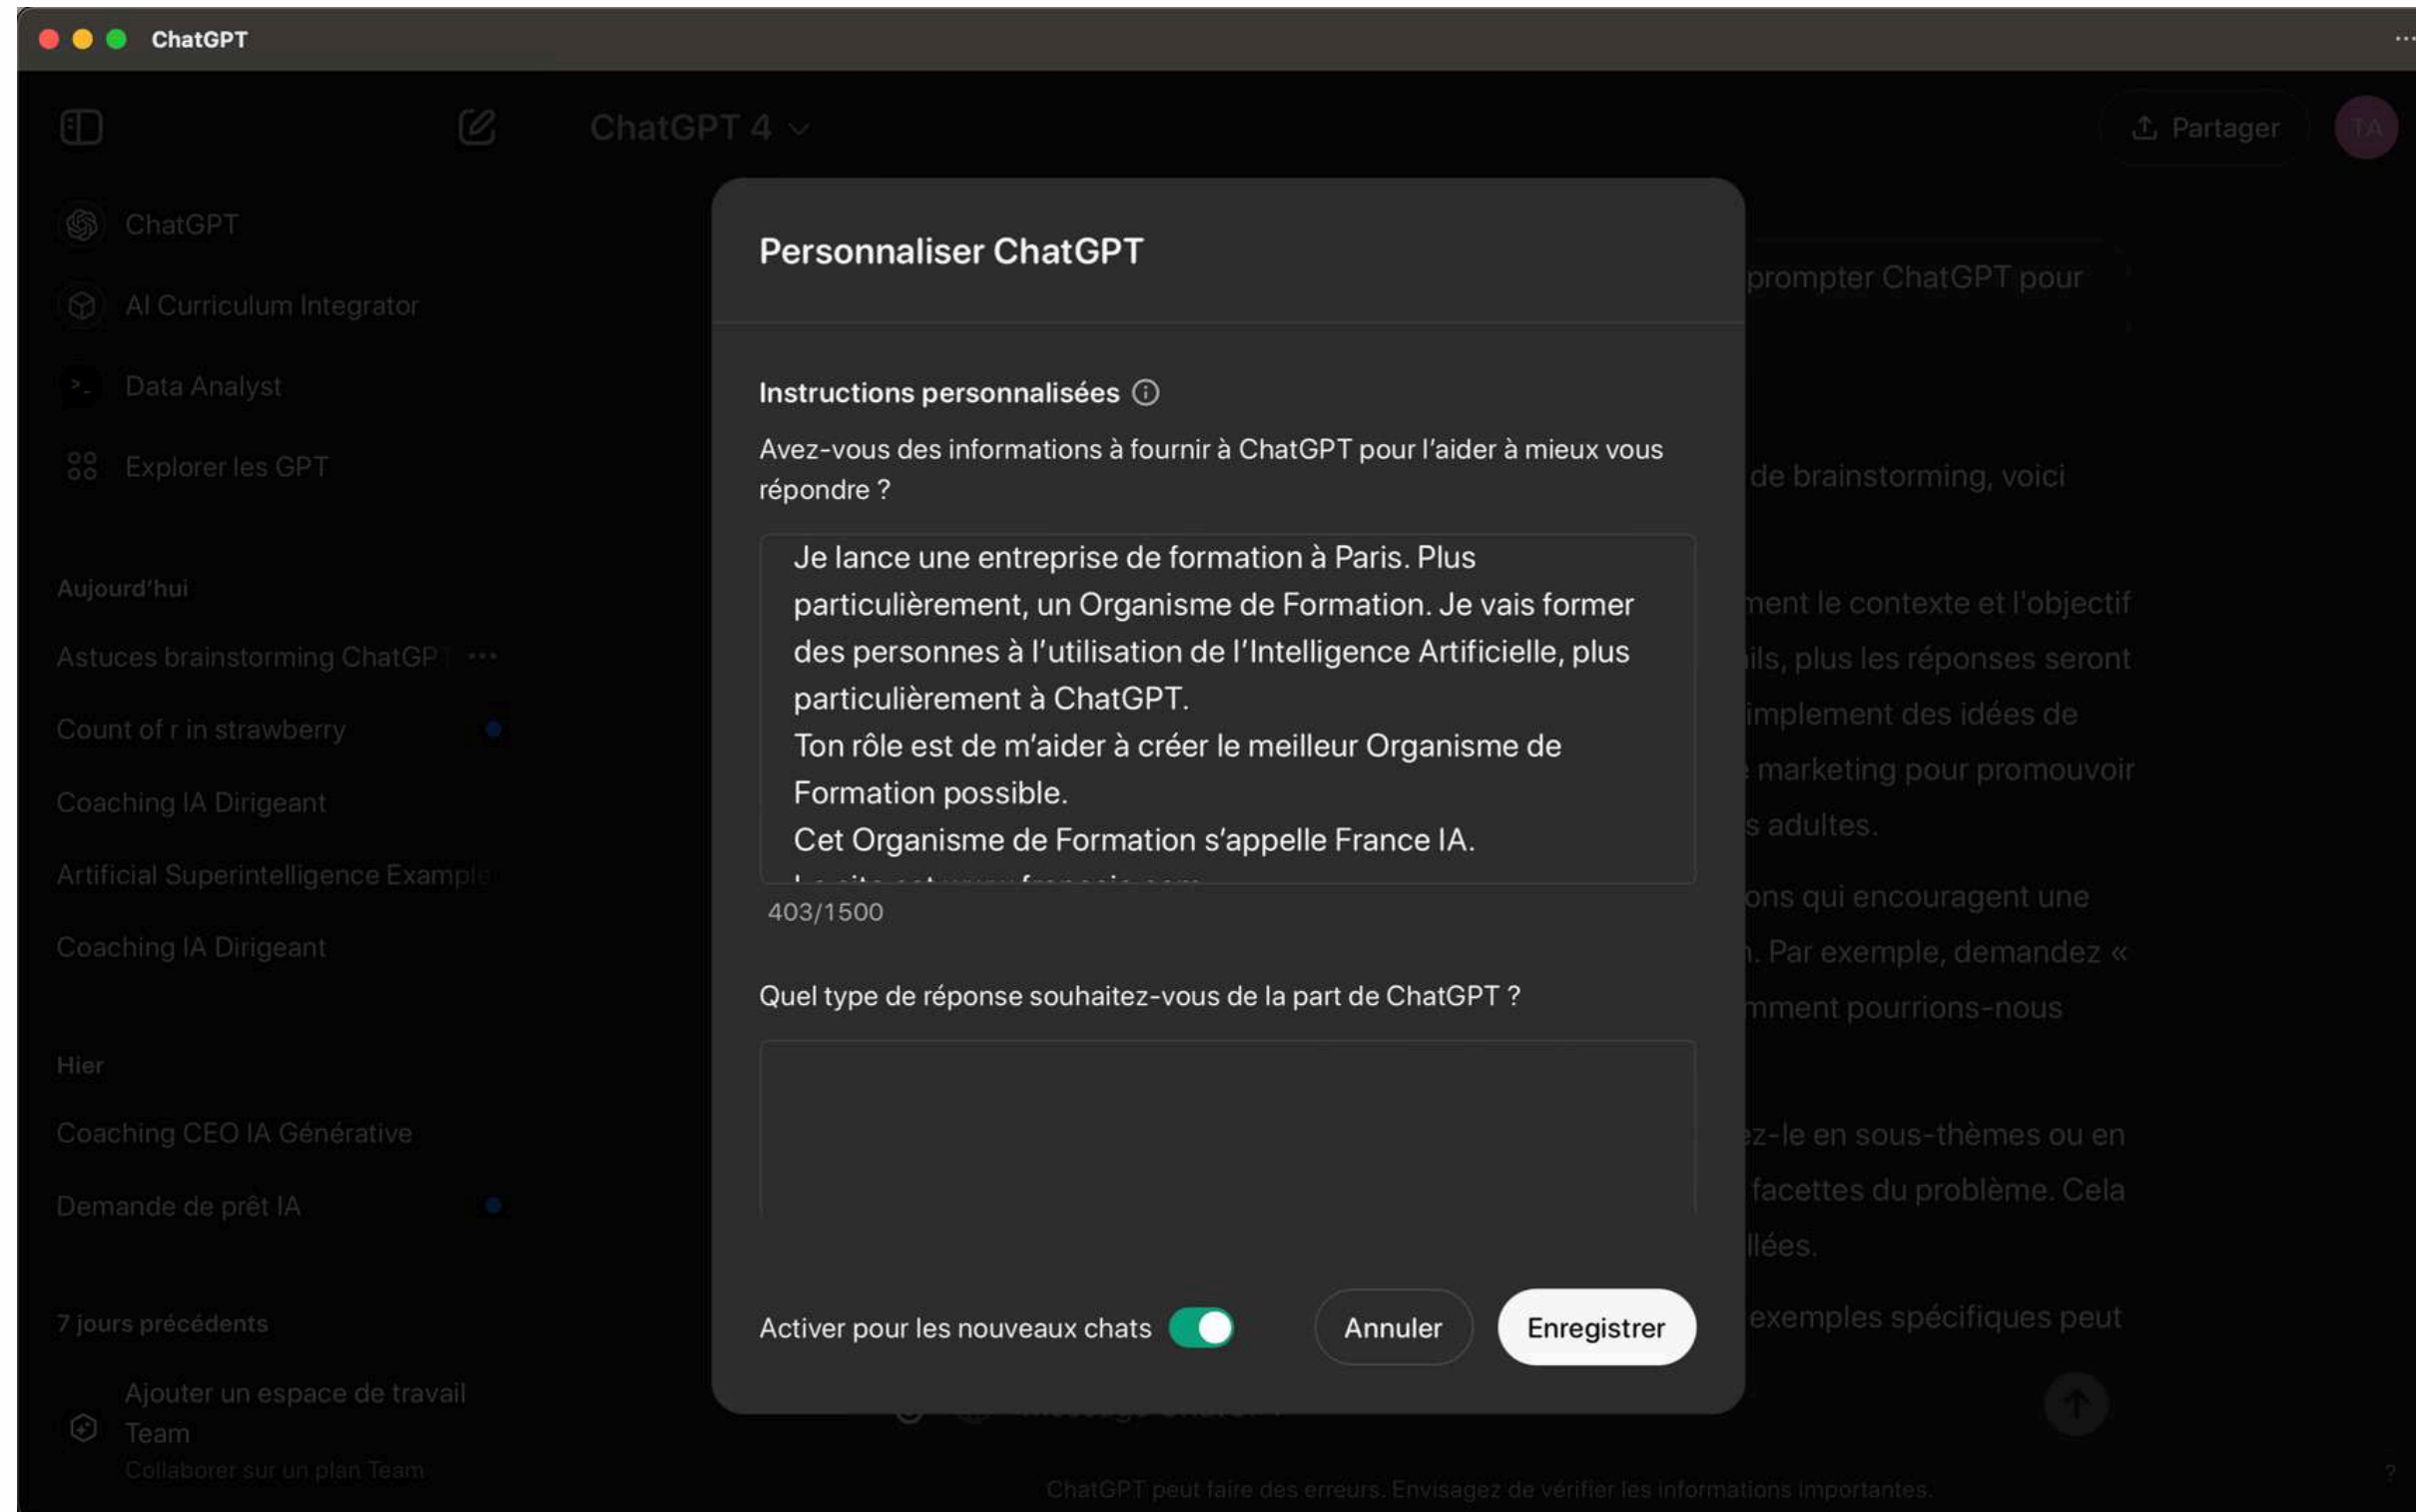 ChatGPT
ChatGPT 4
Partager
TA
ChatGPT
AI Curriculum Integrator
Data Analyst
Explorer les GPT
Aujourd'hui
Astuces brainstorming ChatGPT
Count of r in strawberry
Coaching IA Dirigeant
Artificial Superintelligence Example
Coaching IA Dirigeant
Hier
Coaching CEO IA Générative
Demande de prêt IA
7 jours précédents
Ajouter un espace de travail
Team
Collaborer sur un plan Team
Personnaliser ChatGPT
Instructions personnalisées
Avez-vous des informations à fournir à ChatGPT pour l'aider à mieux vous
répondre ?
Je lance une entreprise de formation à Paris. Plus
particulièrement, un Organisme de Formation. Je vais former
des personnes à l'utilisation de l'Intelligence Artificielle, plus
particulièrement à ChatGPT.
Ton rôle est de m'aider à créer le meilleur Organisme de
Formation possible.
Cet Organisme de Formation s'appelle France IA.
403/1500
Quel type de réponse souhaitez-vous de la part de ChatGPT ?
Activer pour les nouveaux chats
Annuler
Enregistrer
prompter ChatGPT pour
de brainstorming, voici
ment le contexte et l'objectif
ils, plus les réponses seront
implement des idées de
marketing pour promouvoir
s adultes.
ons qui encouragent une
n. Par exemple, demandez «
mment pourrions-nous
ez-le en sous-thèmes ou en
facettes du problème. Cela
llées.
exemples spécifiques peut
ChatGPT peut faire des erreurs. Envisagez de vérifier les informations importantes.
?